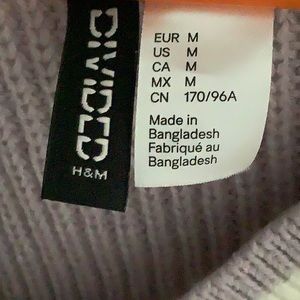 DIVIDED
H&M
EUR M
US M
CA M
MX M
CN 170/96A
Made in
Bangladesh
Fabriqué au
Bangladesh